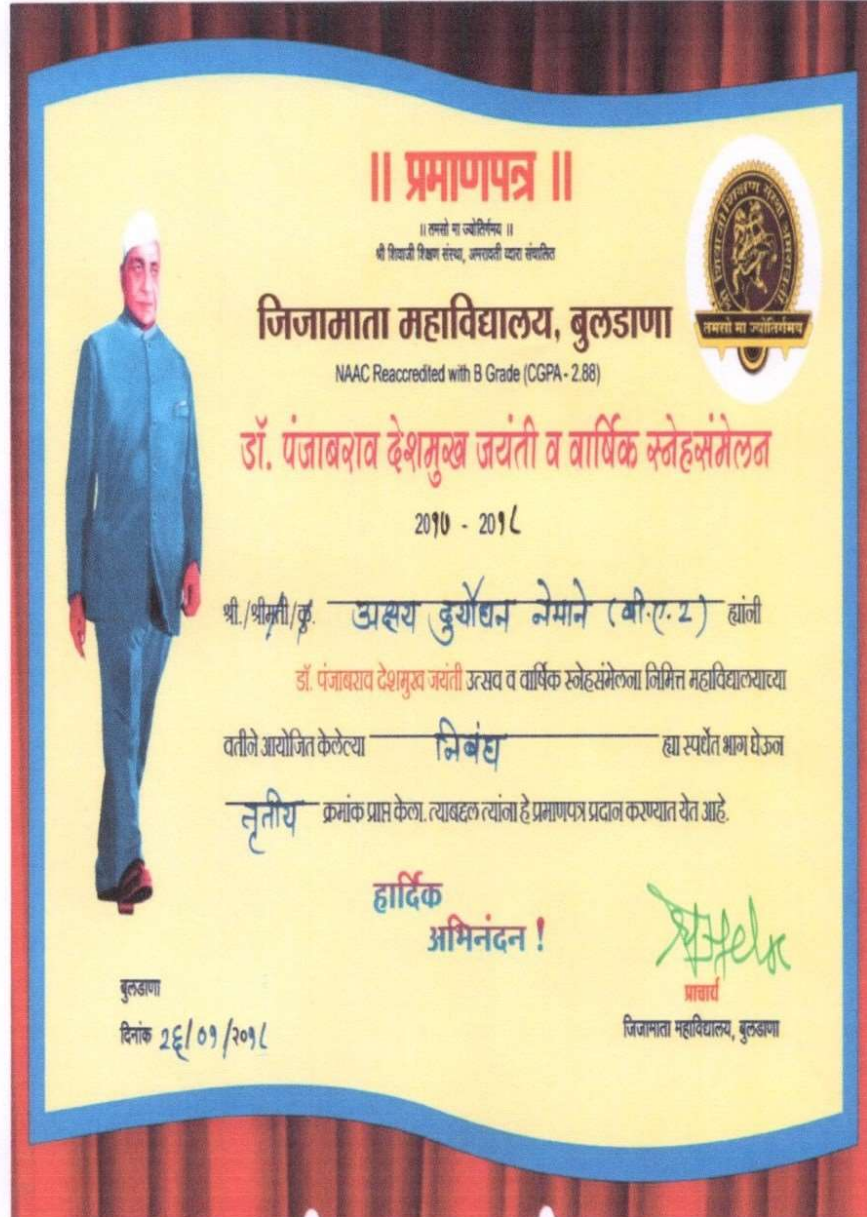 || प्रमाणपत्र ||
|| तमसो मा ज्योतिर्गमय ||
श्री शिवाजी शिक्षण संस्था, अमरावती व्दारा संचालित
श्री शिवाजी शिक्षण संस्था अमरावती
तमसो मा ज्योतिर्गमय
जिजामाता महाविद्यालय, बुलडाणा
NAAC Reaccredited with B Grade (CGPA - 2.88)
डॉ. पंजाबराव देशमुख जयंती व वार्षिक स्नेहसंमेलन
२०१७ - २०१८
श्री./श्रीमती/कु. अक्षय दुर्योधन नेमाने (बी.ए.२) ह्यांनी
डॉ. पंजाबराव देशमुख जयंती उत्सव व वार्षिक स्नेहसंमेलना निमित्त महाविद्यालयाच्या
वतीने आयोजित केलेल्या निबंध ह्या स्पर्धेत भाग घेऊन
तृतीय क्रमांक प्राप्त केला. त्याबद्दल त्यांना हे प्रमाणपत्र प्रदान करण्यात येत आहे.
हार्दिक
अभिनंदन !
बुलडाणा
दिनांक २६/०१/२०१८
प्राचार्य
जिजामाता महाविद्यालय, बुलडाणा